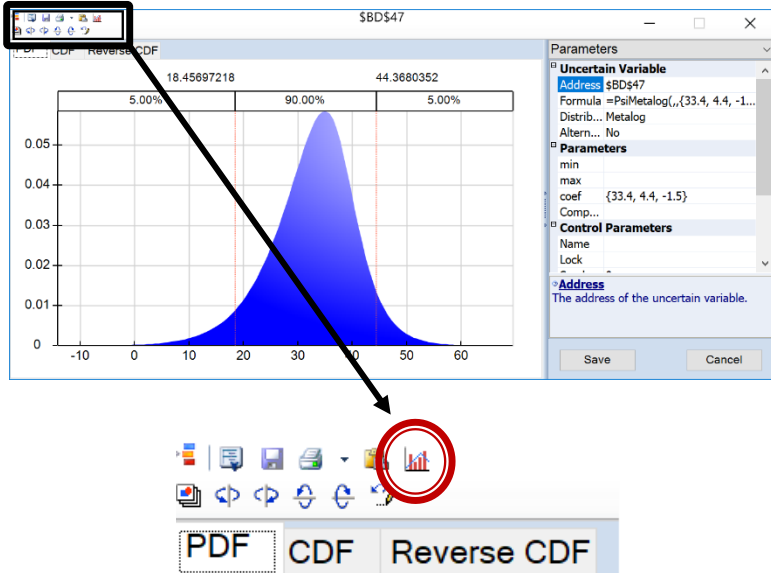 $BD$47
PDF CDF Reverse CDF
18.45697218 44.3680352
5.00% 90.00% 5.00%
0.05
0.04
0.03
0.02
0.01
0
-10 0 10 20 30 40 50 60
Parameters
Uncertain Variable
Address $BD$47
Formula =PsiMetalog(,,{33.4, 4.4, -1...
Distrib... Metalog
Altern... No
Parameters
min
max
coef {33.4, 4.4, -1.5}
Comp...
Control Parameters
Name
Lock
Address
The address of the uncertain variable.
Save Cancel
PDF CDF Reverse CDF